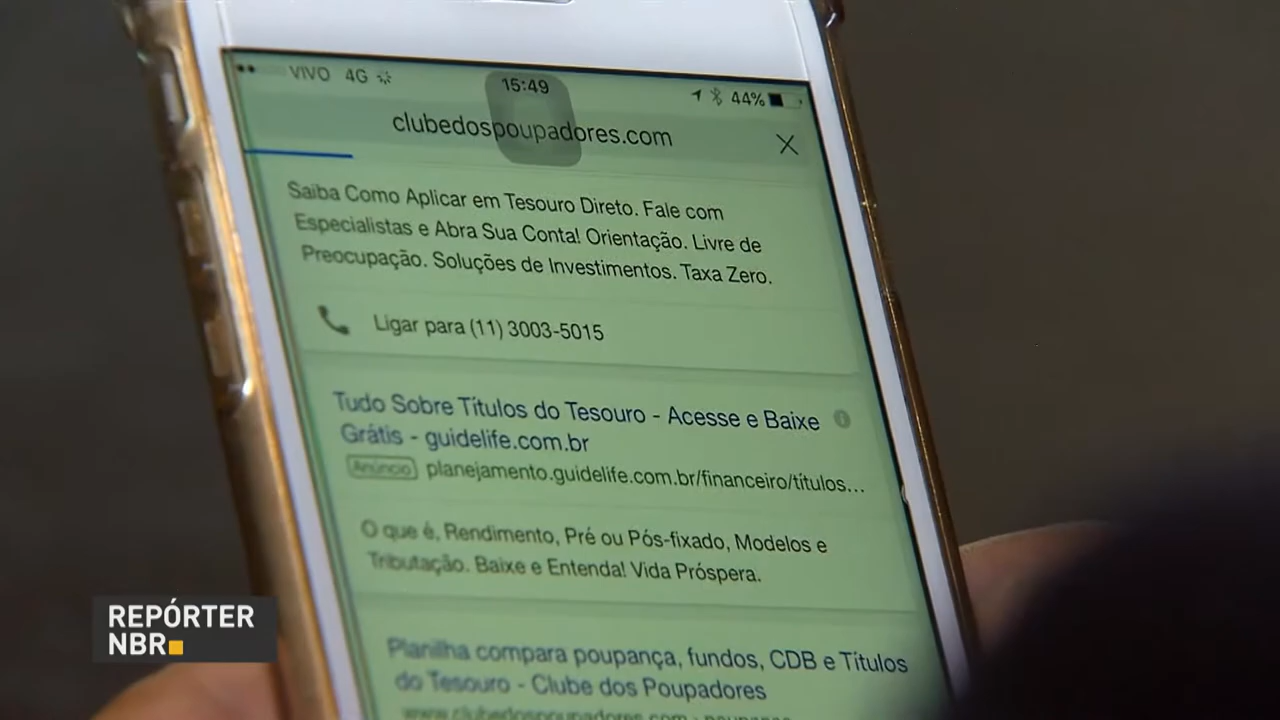 VIVO 4G 15:49 44%
clubedospoupadores.com
Saiba Como Aplicar em Tesouro Direto. Fale com
Especialistas e Abra Sua Conta! Orientação. Livre de
Preocupação. Soluções de Investimentos. Taxa Zero.
Ligar para (11) 3003-5015
Tudo Sobre Títulos do Tesouro - Acesse e Baixe
Grátis - guidelife.com.br
Anúncio planejamento.guidelife.com.br/financeiro/títulos...
O que é, Rendimento, Pré ou Pós-fixado, Modelos e
Tributação. Baixe e Entenda! Vida Próspera.
Planilha compara poupança, fundos, CDB e Títulos
do Tesouro - Clube dos Poupadores
www.clubedospoupadores.com
REPÓRTER
NBR